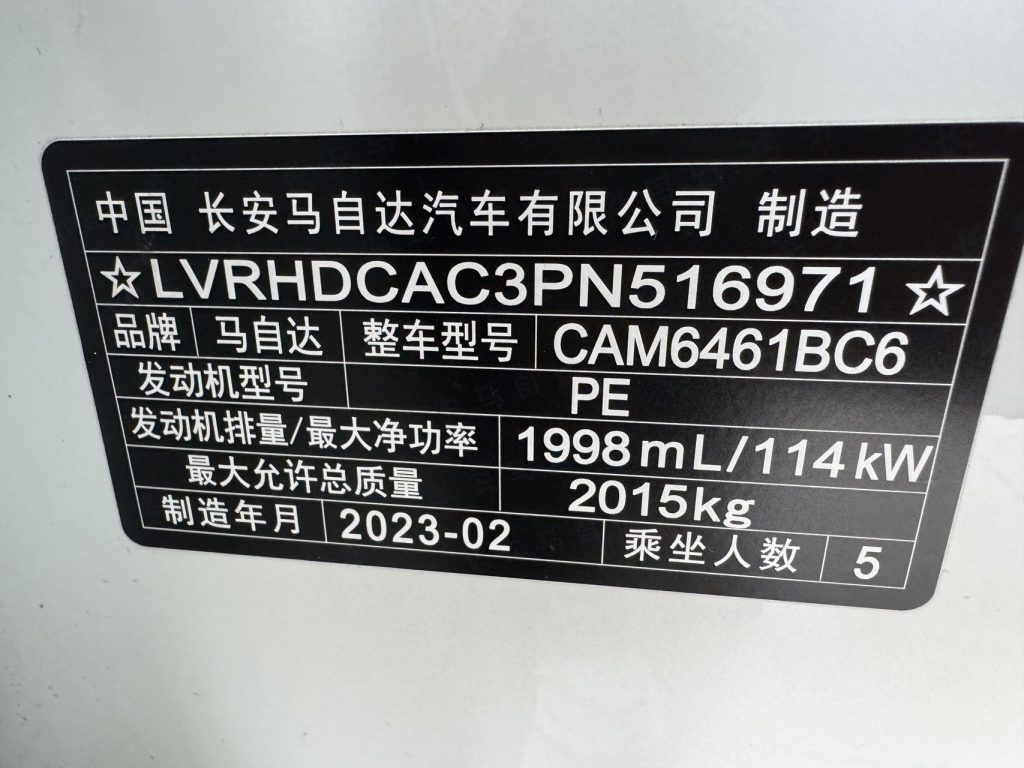 中国 长安马自达汽车有限公司 制造
☆LVRHDCAC3PN516971☆
品牌 马自达 整车型号 CAM6461BC6
发动机型号 PE
发动机排量/最大净功率 1998mL/114kW
最大允许总质量 2015kg
制造年月 2023-02 乘坐人数 5